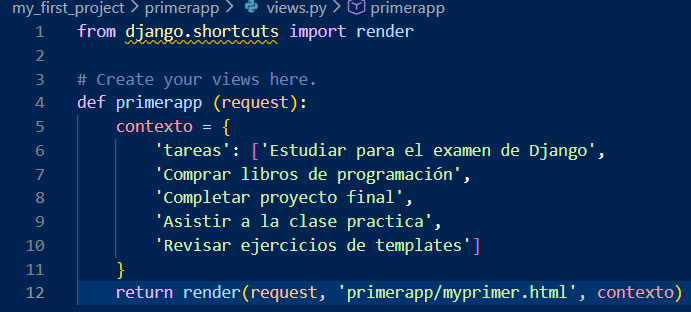 my_first_project > primerapp > views.py > primerapp
1 from django.shortcuts import render
2
3 # Create your views here.
4 def primerapp (request):
5     contexto = {
6         'tareas': ['Estudiar para el examen de Django',
7         'Comprar libros de programación',
8         'Completar proyecto final',
9         'Asistir a la clase practica',
10         'Revisar ejercicios de templates']
11     }
12     return render(request, 'primerapp/myprimer.html', contexto)